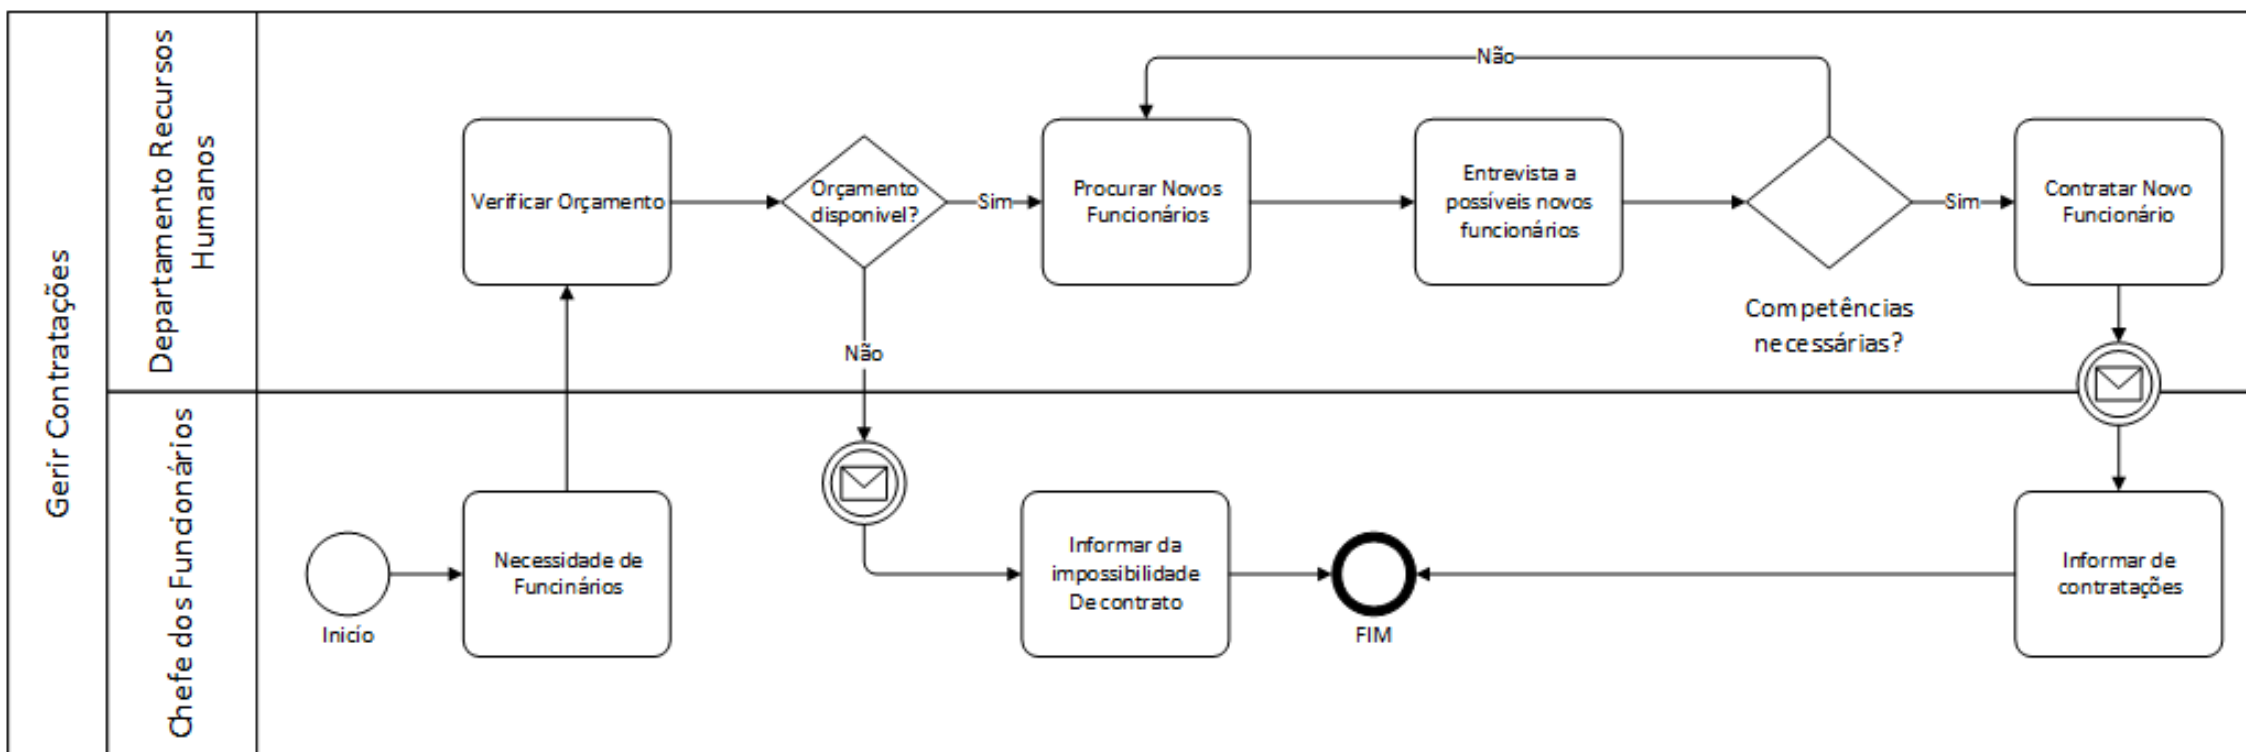 Gerir Contratações
Departamento Recursos
Humanos
Verificar Orçamento
Orçamento
disponivel?
Sim
Não
Procurar Novos
Funcionários
Entrevista a
possíveis novos
funcionários
Não
Competências
necessárias?
Sim
Contratar Novo
Funcionário
Chefe dos Funcionários
Inicío
Necessidade de
Funcinários
Informar da
impossibilidade
De contrato
FIM
Informar de
contratações